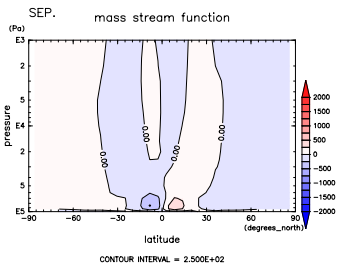 SEP.
mass stream function
(Pa)
E3
2
5
E4
2
5
E5
pressure
0.00
0.00
0.00
0.00
-90 -60 -30 0 30 60 90
(degrees_north)
latitude
2000
1500
1000
500
0
-500
-1000
-1500
-2000
CONTOUR INTERVAL = 2.500E+02